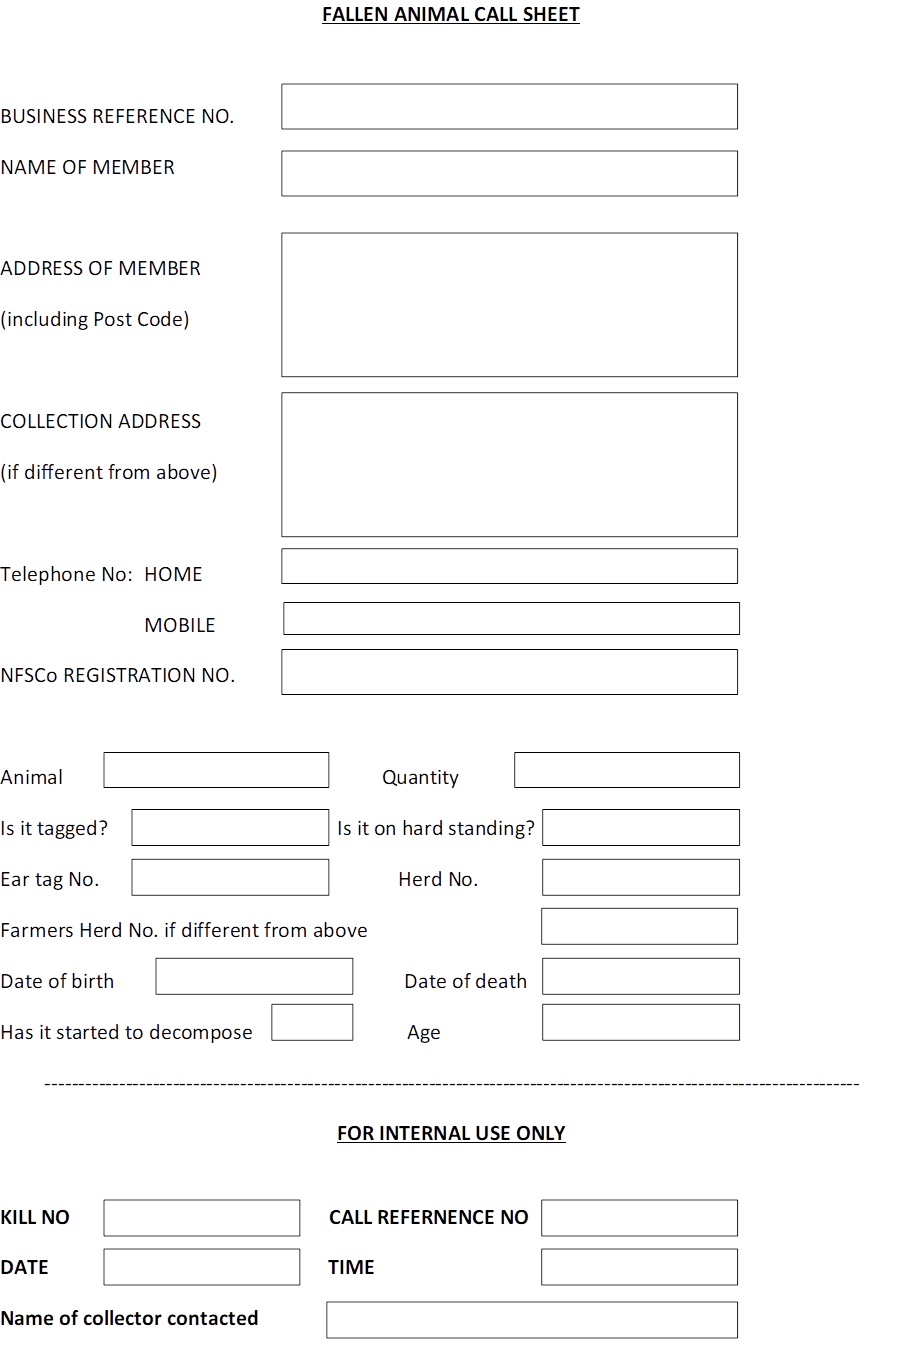 FALLEN ANIMAL CALL SHEET
BUSINESS REFERENCE NO.
NAME OF MEMBER
ADDRESS OF MEMBER
(including Post Code)
COLLECTION ADDRESS
(if different from above)
Telephone No: HOME
MOBILE
NFSCo REGISTRATION NO.
Animal Quantity
Is it tagged? Is it on hard standing?
Ear tag No. Herd No.
Farmers Herd No. if different from above
Date of birth Date of death
Has it started to decompose Age
FOR INTERNAL USE ONLY
KILL NO CALL REFERNENCE NO
DATE TIME
Name of collector contacted